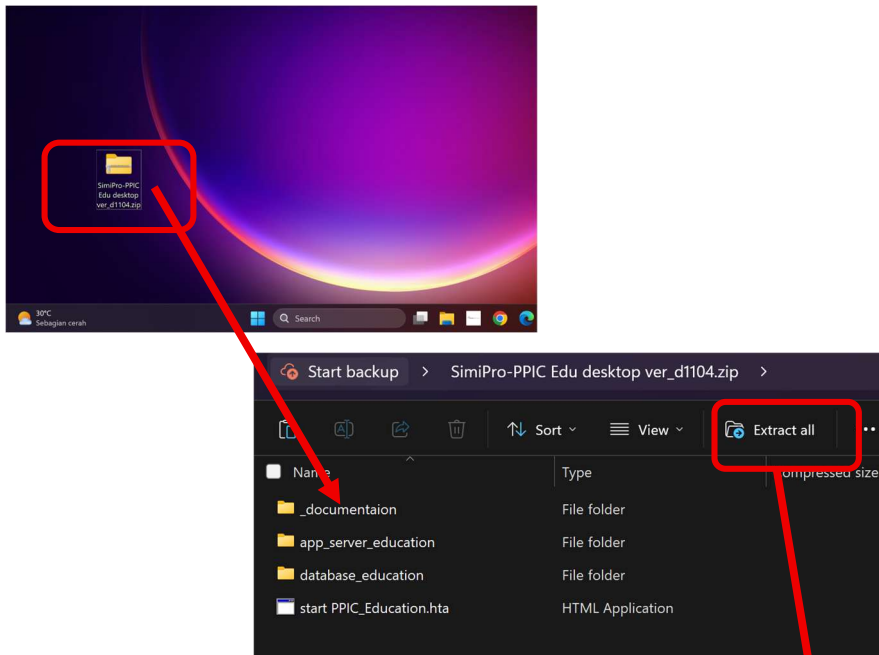 SimiPro-PPIC
Edu desktop
ver_d1104.zip
30°C
Sebagian cerah
Search
Start backup > SimiPro-PPIC Edu desktop ver_d1104.zip >
Sort View Extract all
Name Type ompressed size
_documentaion File folder
app_server_education File folder
database_education File folder
start PPIC_Education.hta HTML Application